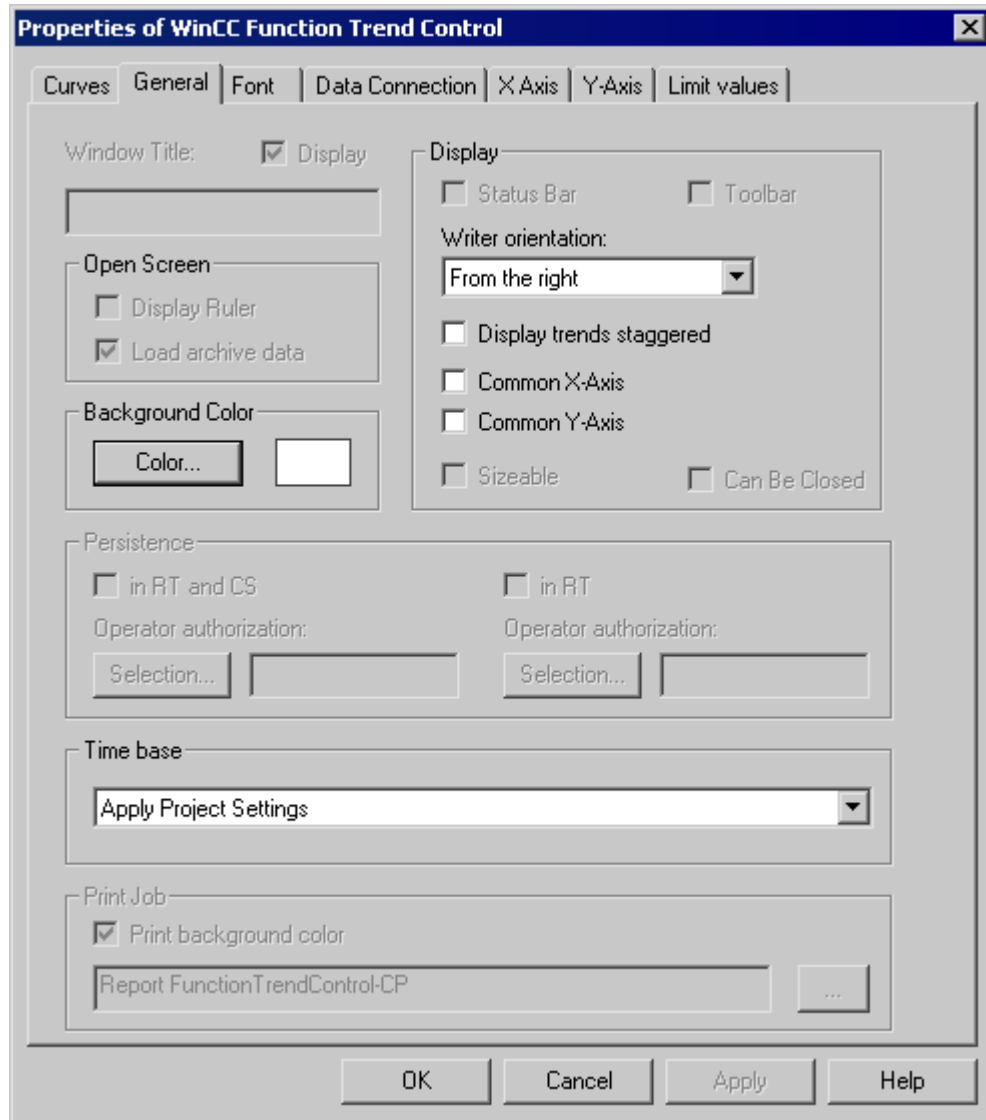 Properties of WinCC Function Trend Control
Curves General Font Data Connection X Axis Y-Axis Limit values
Window Title: Display
Open Screen
Display Ruler
Load archive data
Background Color
Color...
Display
Status Bar Toolbar
Writer orientation:
From the right
Display trends staggered
Common X-Axis
Common Y-Axis
Sizeable Can Be Closed
Persistence
in RT and CS in RT
Operator authorization: Operator authorization:
Selection... Selection...
Time base
Apply Project Settings
Print Job
Print background color
Report FunctionTrendControl-CP ...
OK Cancel Apply Help